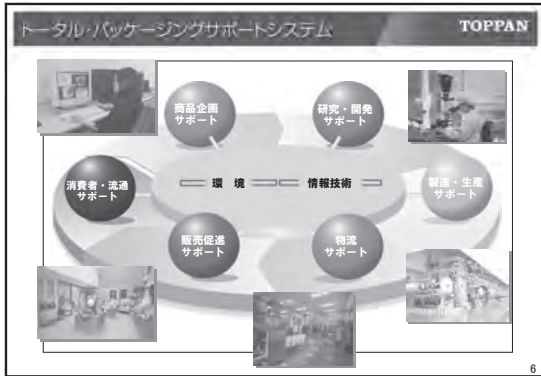 トータル・パッケージングサポートシステム
TOPPAN
商品企画
サポート
研究・開発
サポート
消費者・流通
サポート
環 境
情報技術
製造・生産
サポート
販売促進
サポート
物流
サポート
6